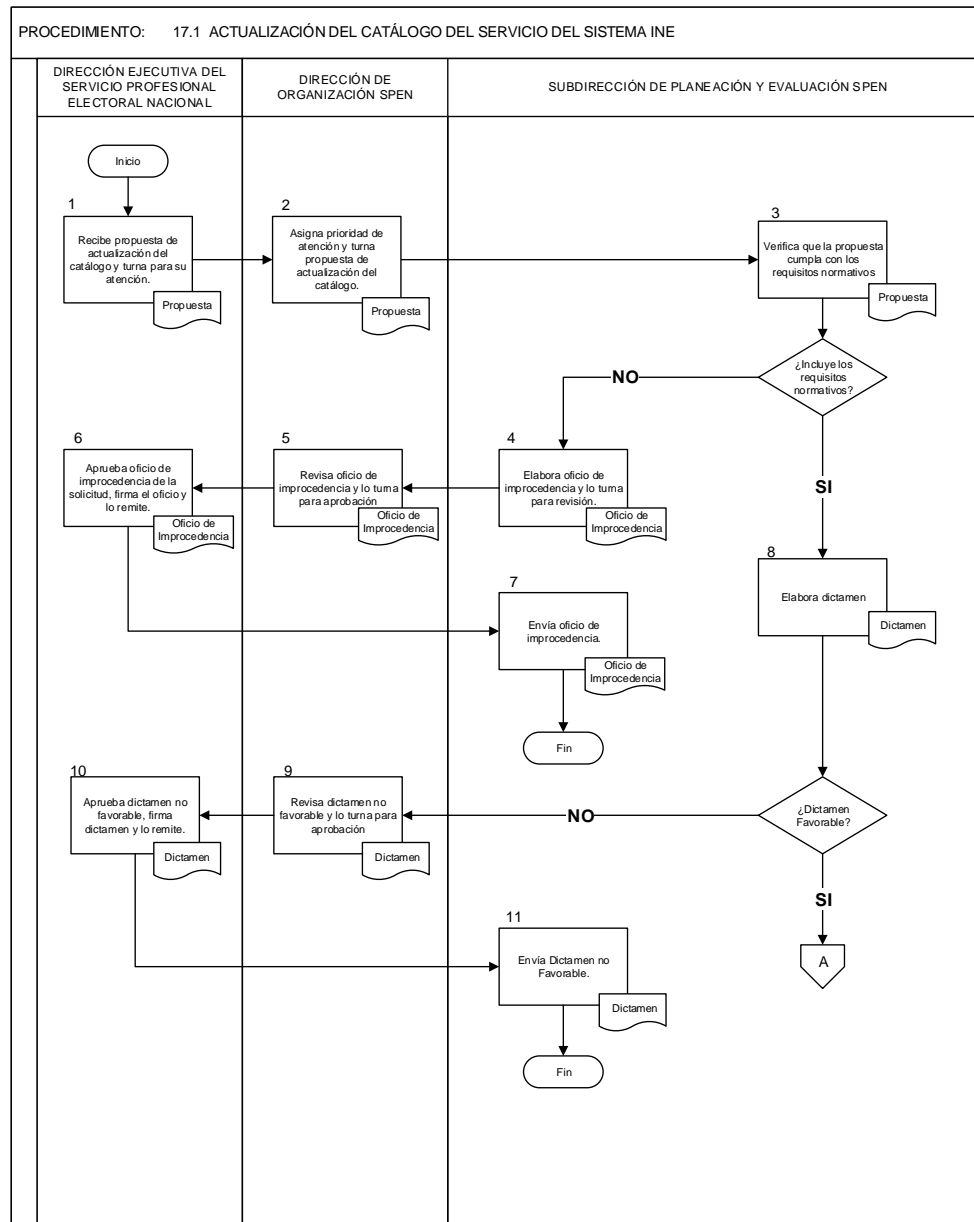 PROCEDIMIENTO: 17.1 ACTUALIZACIÓN DEL CATÁLOGO DEL SERVICIO DEL SISTEMA INE
DIRECCIÓN EJECUTIVA DEL
SERVICIO PROFESIONAL
ELECTORAL NACIONAL
DIRECCIÓN DE
ORGANIZACIÓN SPEN
SUBDIRECCIÓN DE PLANEACIÓN Y EVALUACIÓN SPEN
Inicio
1
Recibe propuesta de
actualización del
catálogo y turna para su
atención.
Propuesta
2
Asigna prioridad de
atención y turna
propuesta de
actualización del
catálogo.
Propuesta
3
Verifica que la propuesta
cumpla con los
requisitos normativos
Propuesta
¿Incluye los
requisitos
normativos?
NO
SI
6
Aprueba oficio de
improcedencia de la
solicitud, firma el oficio y
lo remite.
Oficio de
Improcedencia
5
Revisa oficio de
improcedencia y lo turna
para aprobación
Oficio de
Improcedencia
4
Elabora oficio de
improcedencia y lo turna
para revisión.
Oficio de
Improcedencia
8
Elabora dictamen
Dictamen
7
Envía oficio de
improcedencia.
Oficio de
Improcedencia
Fin
10
Aprueba dictamen no
favorable, firma
dictamen y lo remite.
Dictamen
9
Revisa dictamen no
favorable y lo turna para
aprobación
Dictamen
NO
¿Dictamen
Favorable?
SI
A
11
Envía Dictamen no
Favorable.
Dictamen
Fin